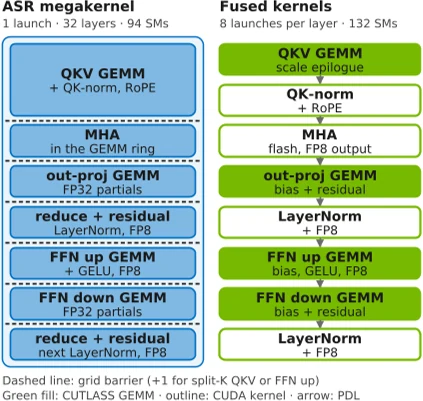 ASR megakernel
1 launch · 32 layers · 94 SMs
QKV GEMM
+ QK-norm, RoPE
MHA
in the GEMM ring
out-proj GEMM
FP32 partials
reduce + residual
LayerNorm, FP8
FFN up GEMM
+ GELU, FP8
FFN down GEMM
FP32 partials
reduce + residual
next LayerNorm, FP8
Fused kernels
8 launches per layer · 132 SMs
QKV GEMM
scale epilogue
QK-norm
+ RoPE
MHA
flash, FP8 output
out-proj GEMM
bias + residual
LayerNorm
+ FP8
FFN up GEMM
bias, GELU, FP8
FFN down GEMM
bias + residual
LayerNorm
+ FP8
Dashed line: grid barrier (+1 for split-K QKV or FFN up)
Green fill: CUTLASS GEMM · outline: CUDA kernel · arrow: PDL